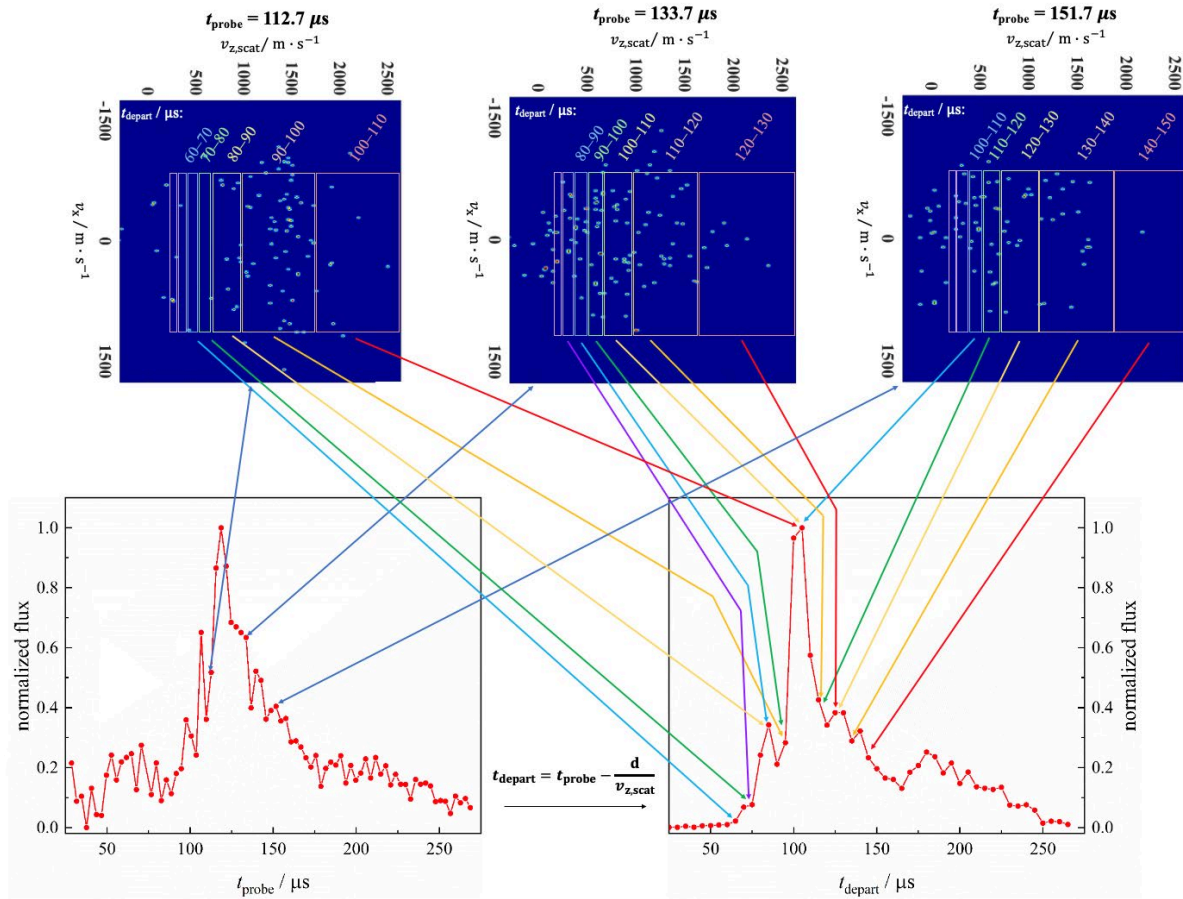 t_probe = 112.7 μs
v_z,scat / m · s⁻¹
0 500 1000 1500 2000 2500
-1500 0 1500
v_x / m · s⁻¹
t_depart / μs:
60–70
70–80
80–90
90–100
100–110
t_probe = 133.7 μs
v_z,scat / m · s⁻¹
0 500 1000 1500 2000 2500
-1500 0 1500
v_x / m · s⁻¹
t_depart / μs:
80–90
90–100
100–110
110–120
120–130
t_probe = 151.7 μs
v_z,scat / m · s⁻¹
0 500 1000 1500 2000 2500
-1500 0 1500
v_x / m · s⁻¹
t_depart / μs:
100–110
110–120
120–130
130–140
140–150
normalized flux
1.0
0.8
0.6
0.4
0.2
0.0
50 100 150 200 250
t_probe / μs
t_depart = t_probe − d / v_z,scat
1.0
0.8
0.6
0.4
0.2
0.0
normalized flux
50 100 150 200 250
t_depart / μs